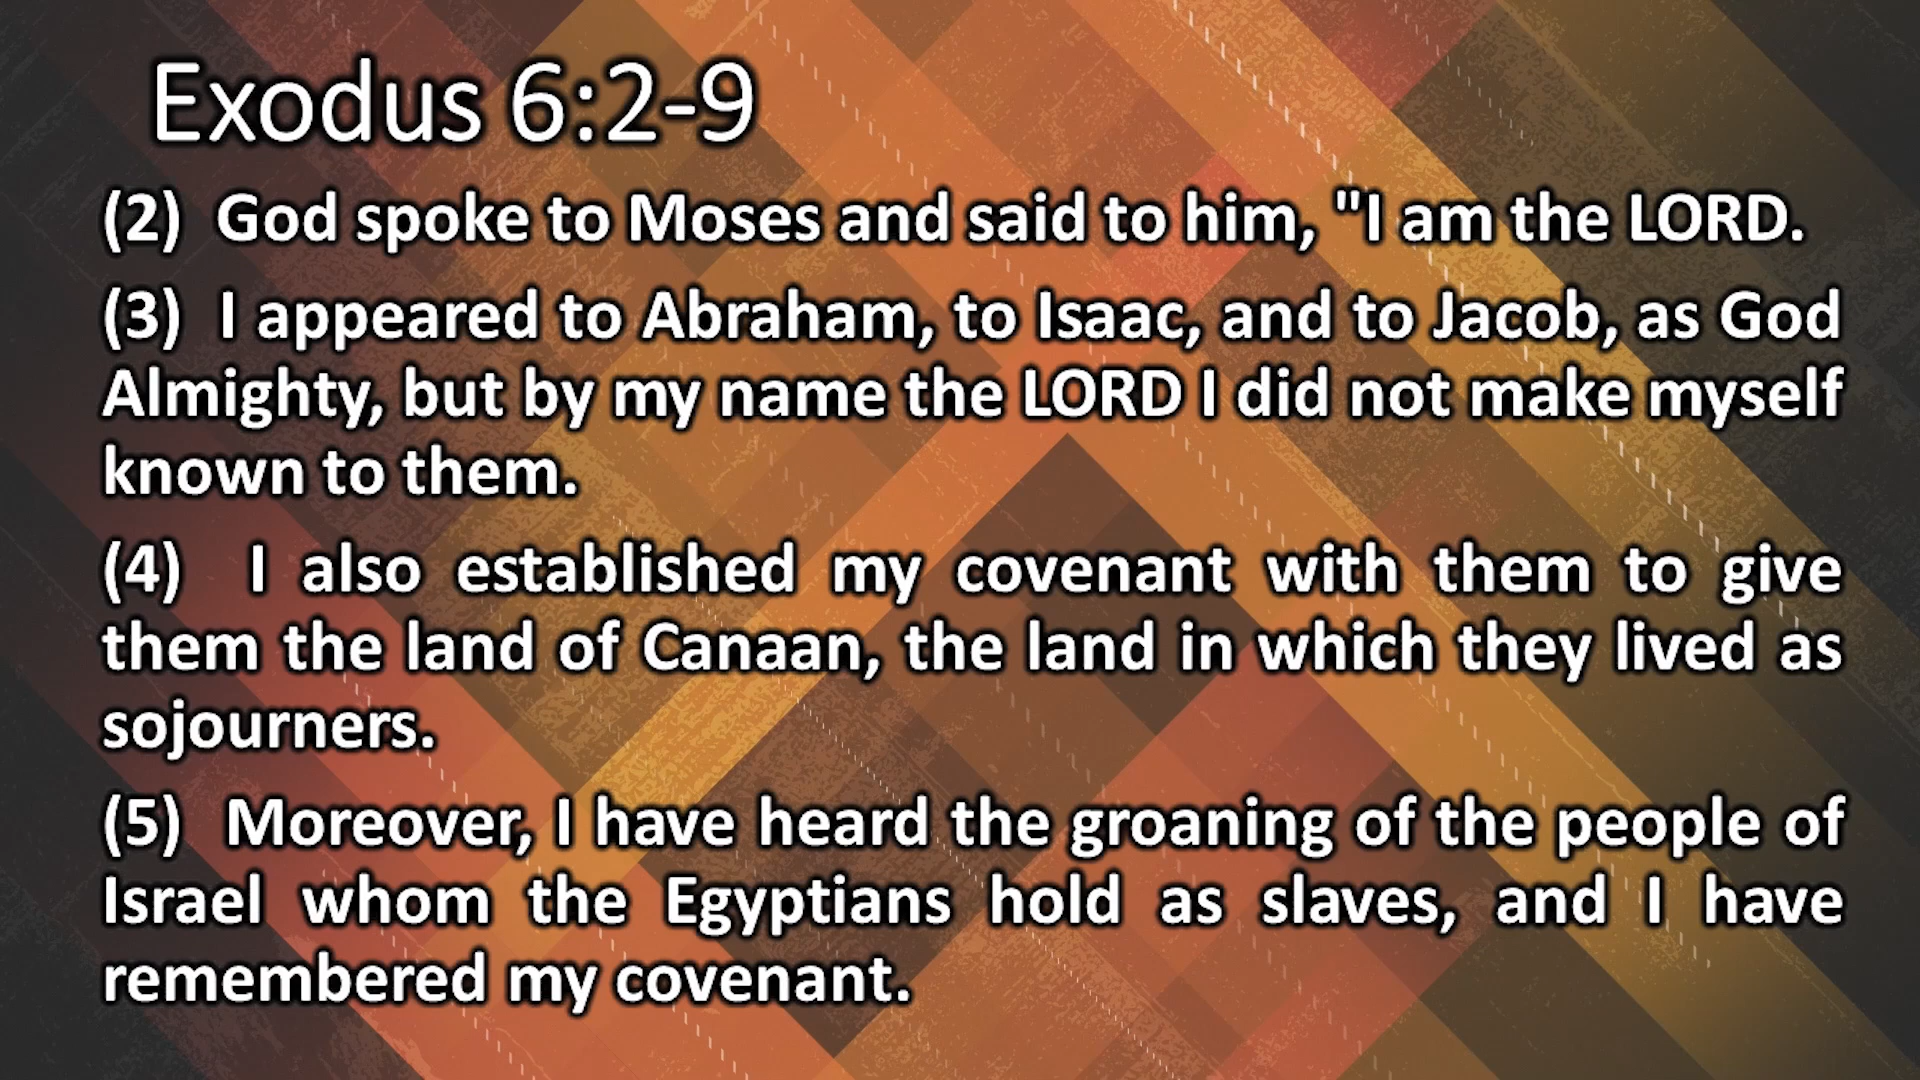 Exodus 6:2-9
(2) God spoke to Moses and said to him, "I am the LORD.
(3) I appeared to Abraham, to Isaac, and to Jacob, as God
Almighty, but by my name the LORD I did not make myself
known to them.
(4) I also established my covenant with them to give
them the land of Canaan, the land in which they lived as
sojourners.
(5) Moreover, I have heard the groaning of the people of
Israel whom the Egyptians hold as slaves, and I have
remembered my covenant.